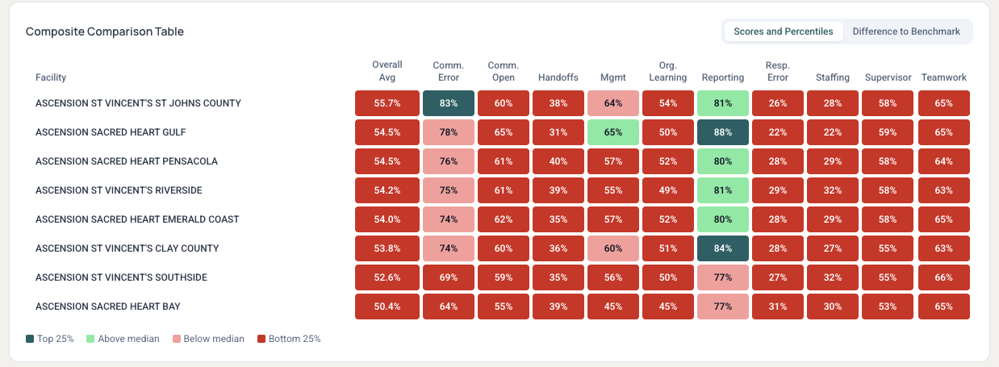 Composite Comparison Table
Scores and Percentiles Difference to Benchmark
Facility Overall Avg Comm. Error Comm. Open Handoffs Mgmt Org. Learning Reporting Resp. Error Staffing Supervisor Teamwork
ASCENSION ST VINCENT'S ST JOHNS COUNTY 55.7% 83% 60% 38% 64% 54% 81% 26% 28% 58% 65%
ASCENSION SACRED HEART GULF 54.5% 78% 65% 31% 65% 50% 88% 22% 22% 59% 65%
ASCENSION SACRED HEART PENSACOLA 54.5% 76% 61% 40% 57% 52% 80% 28% 29% 58% 64%
ASCENSION ST VINCENT'S RIVERSIDE 54.2% 75% 61% 39% 55% 49% 81% 29% 32% 58% 63%
ASCENSION SACRED HEART EMERALD COAST 54.0% 74% 62% 35% 57% 52% 80% 28% 29% 58% 65%
ASCENSION ST VINCENT'S CLAY COUNTY 53.8% 74% 60% 36% 60% 51% 84% 28% 27% 55% 63%
ASCENSION ST VINCENT'S SOUTHSIDE 52.6% 69% 59% 35% 56% 50% 77% 27% 32% 55% 66%
ASCENSION SACRED HEART BAY 50.4% 64% 55% 39% 45% 45% 77% 31% 30% 53% 65%
Top 25% Above median Below median Bottom 25%